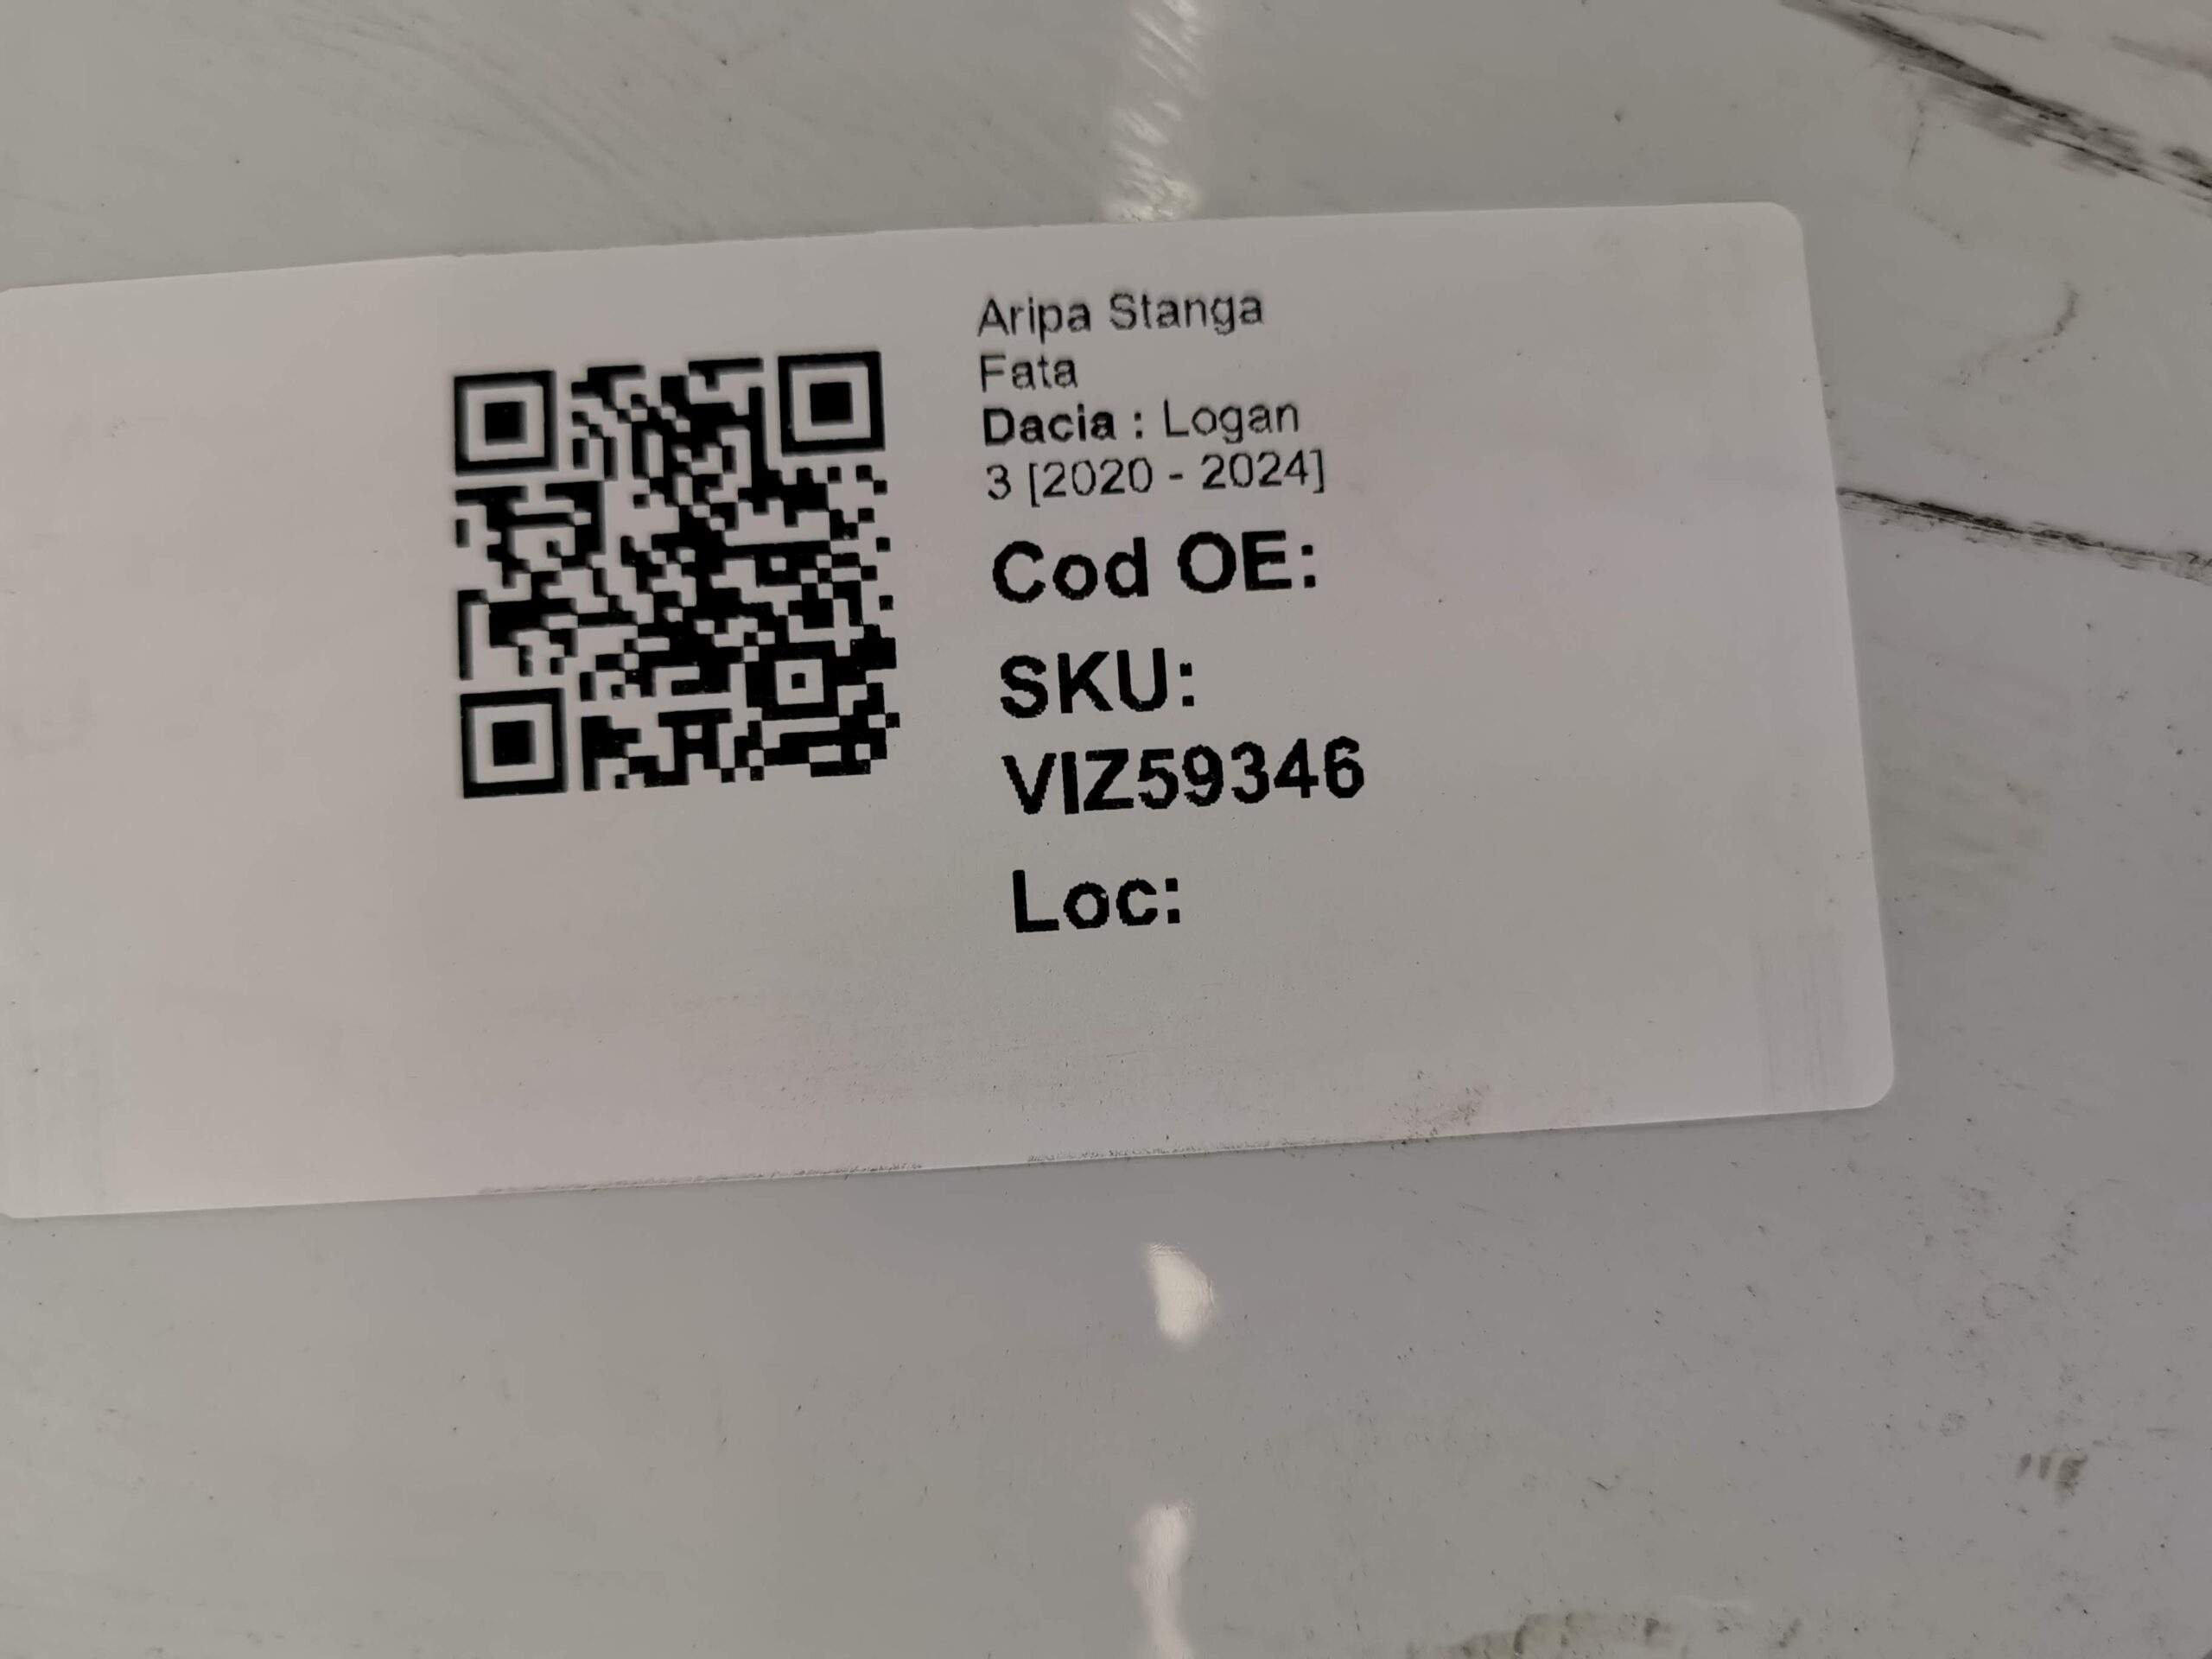 Aripa Stanga
Fata
Dacia : Logan
3 [2020 - 2024]
Cod OE:
SKU:
VIZ59346
Loc: